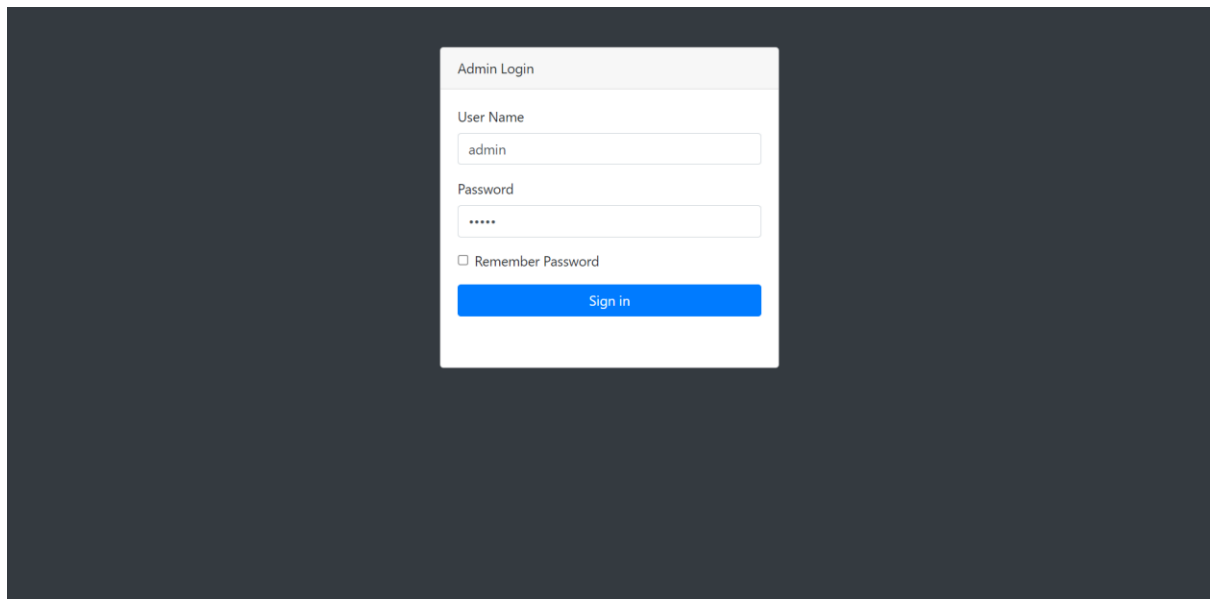 Admin Login
User Name
admin
Password
•••••
Remember Password
Sign in